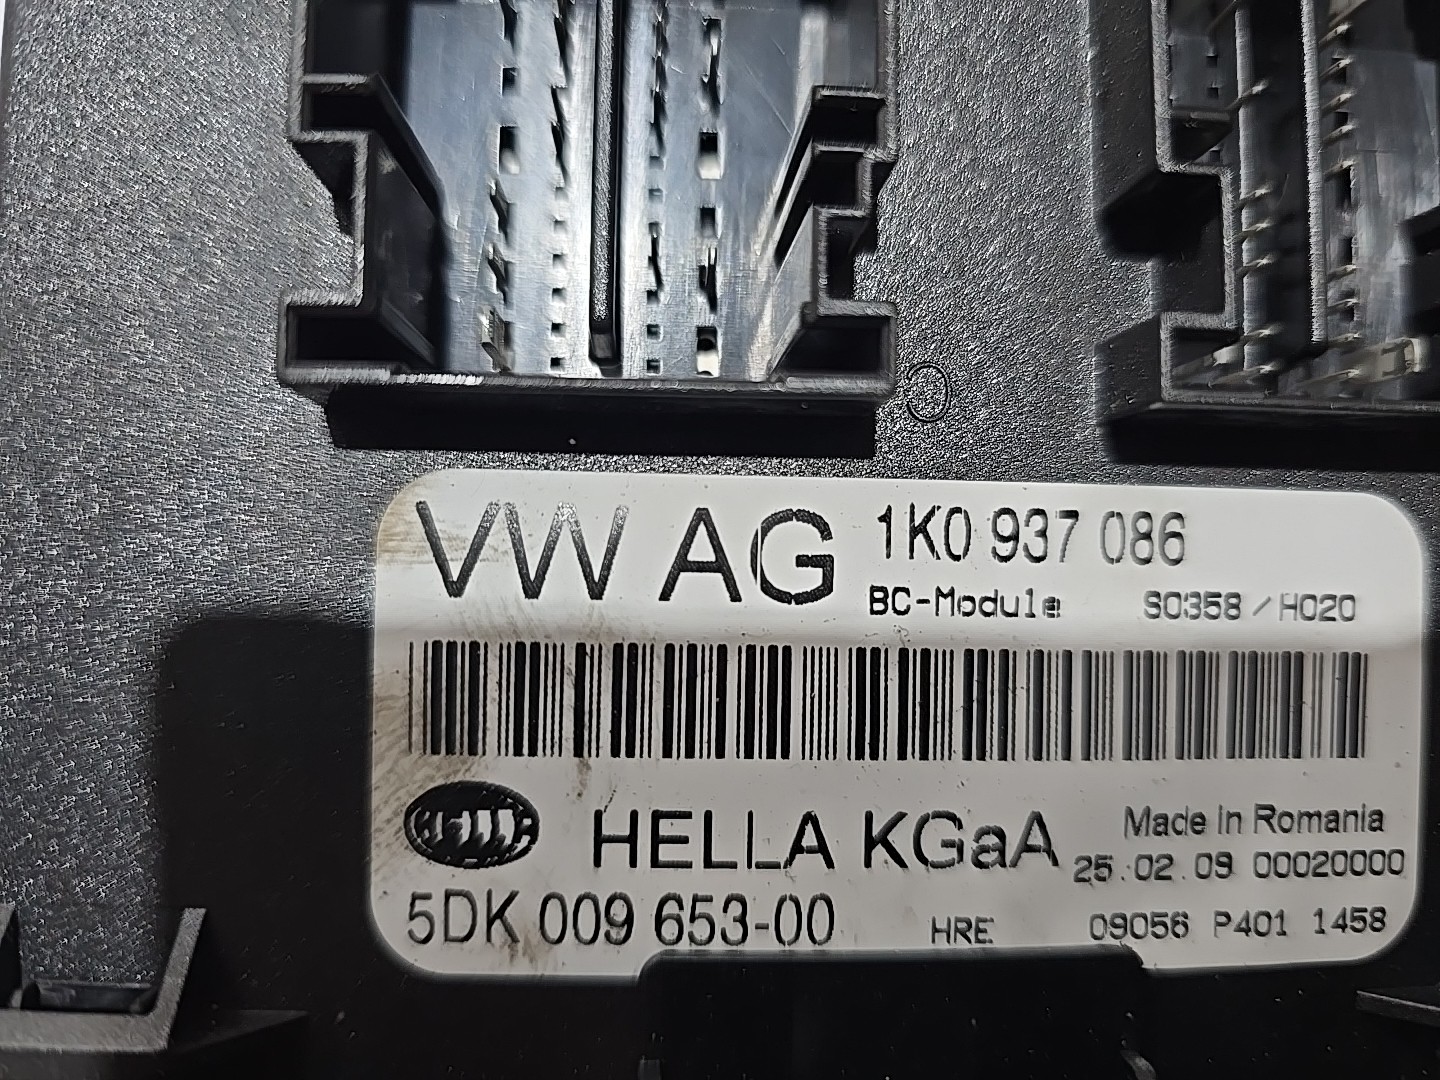 VW AG 1K0 937 086
BC-Module S0358 / H020
HELLA HELLA KGaA Made in Romania
25.02.09 00020000
5DK 009 653-00 HRE 09056 P401 1458